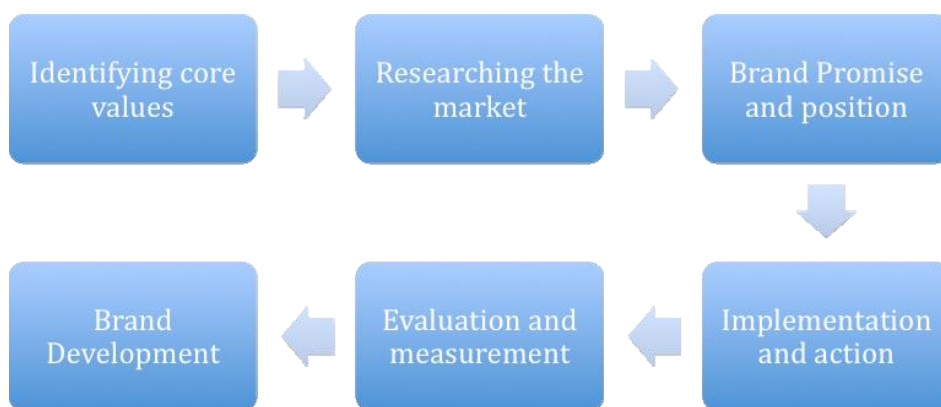 Identifying core
values
Researching the
market
Brand Promise
and position
Implementation
and action
Evaluation and
measurement
Brand
Development